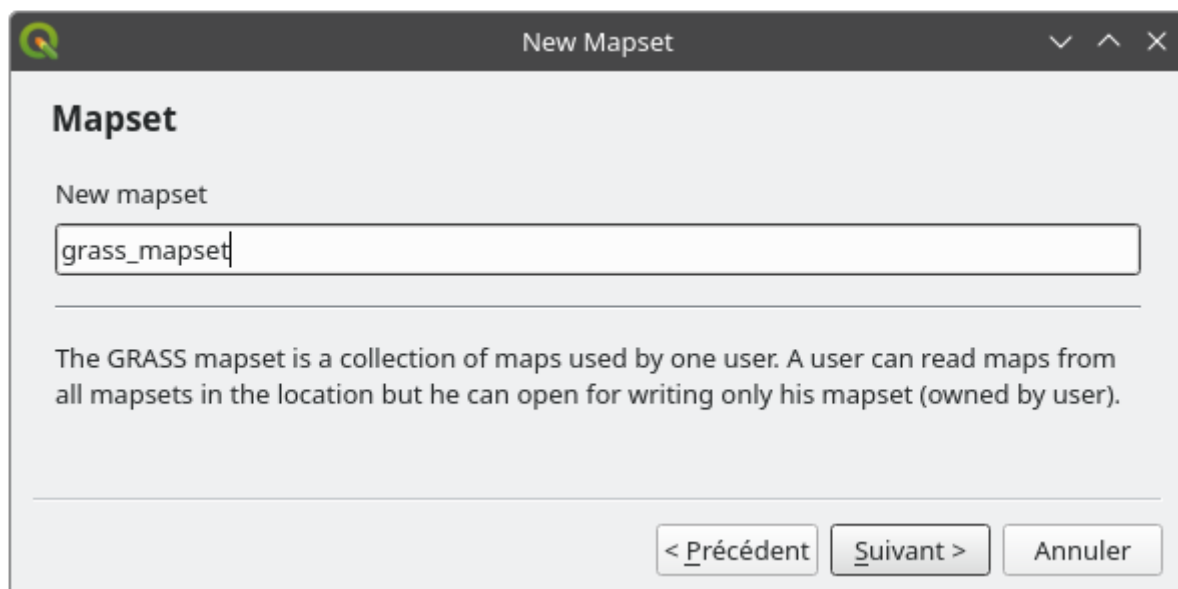 New Mapset
Mapset
New mapset
grass_mapset
The GRASS mapset is a collection of maps used by one user. A user can read maps from
all mapsets in the location but he can open for writing only his mapset (owned by user).
< Précédent Suivant > Annuler